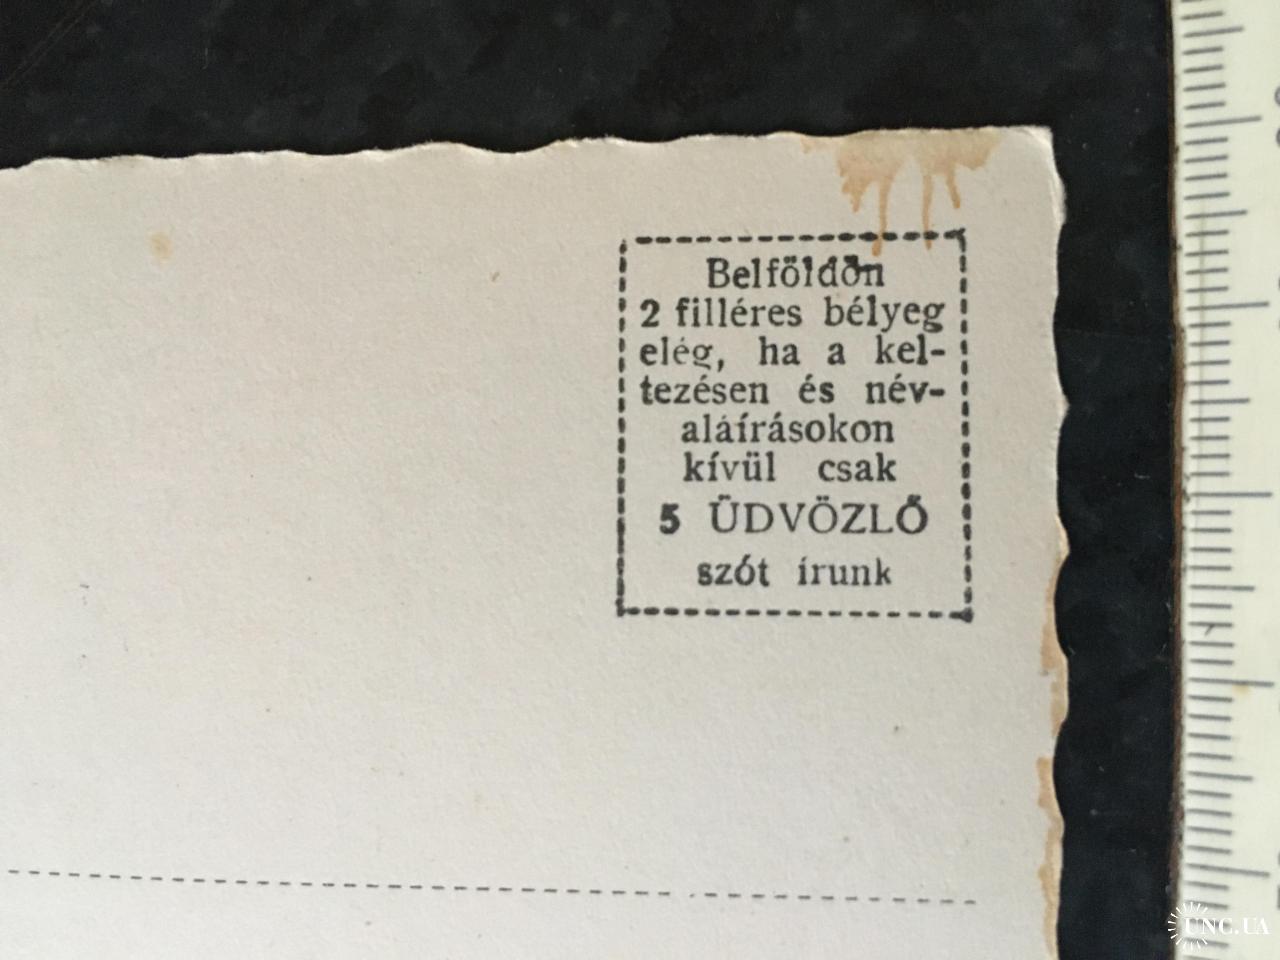 Belföldön
2 filléres bélyeg
elég, ha a kel-
tezésen és név-
aláírásokon
kívül csak
5 ÜDVÖZLŐ
szót írunk
UNC.UA